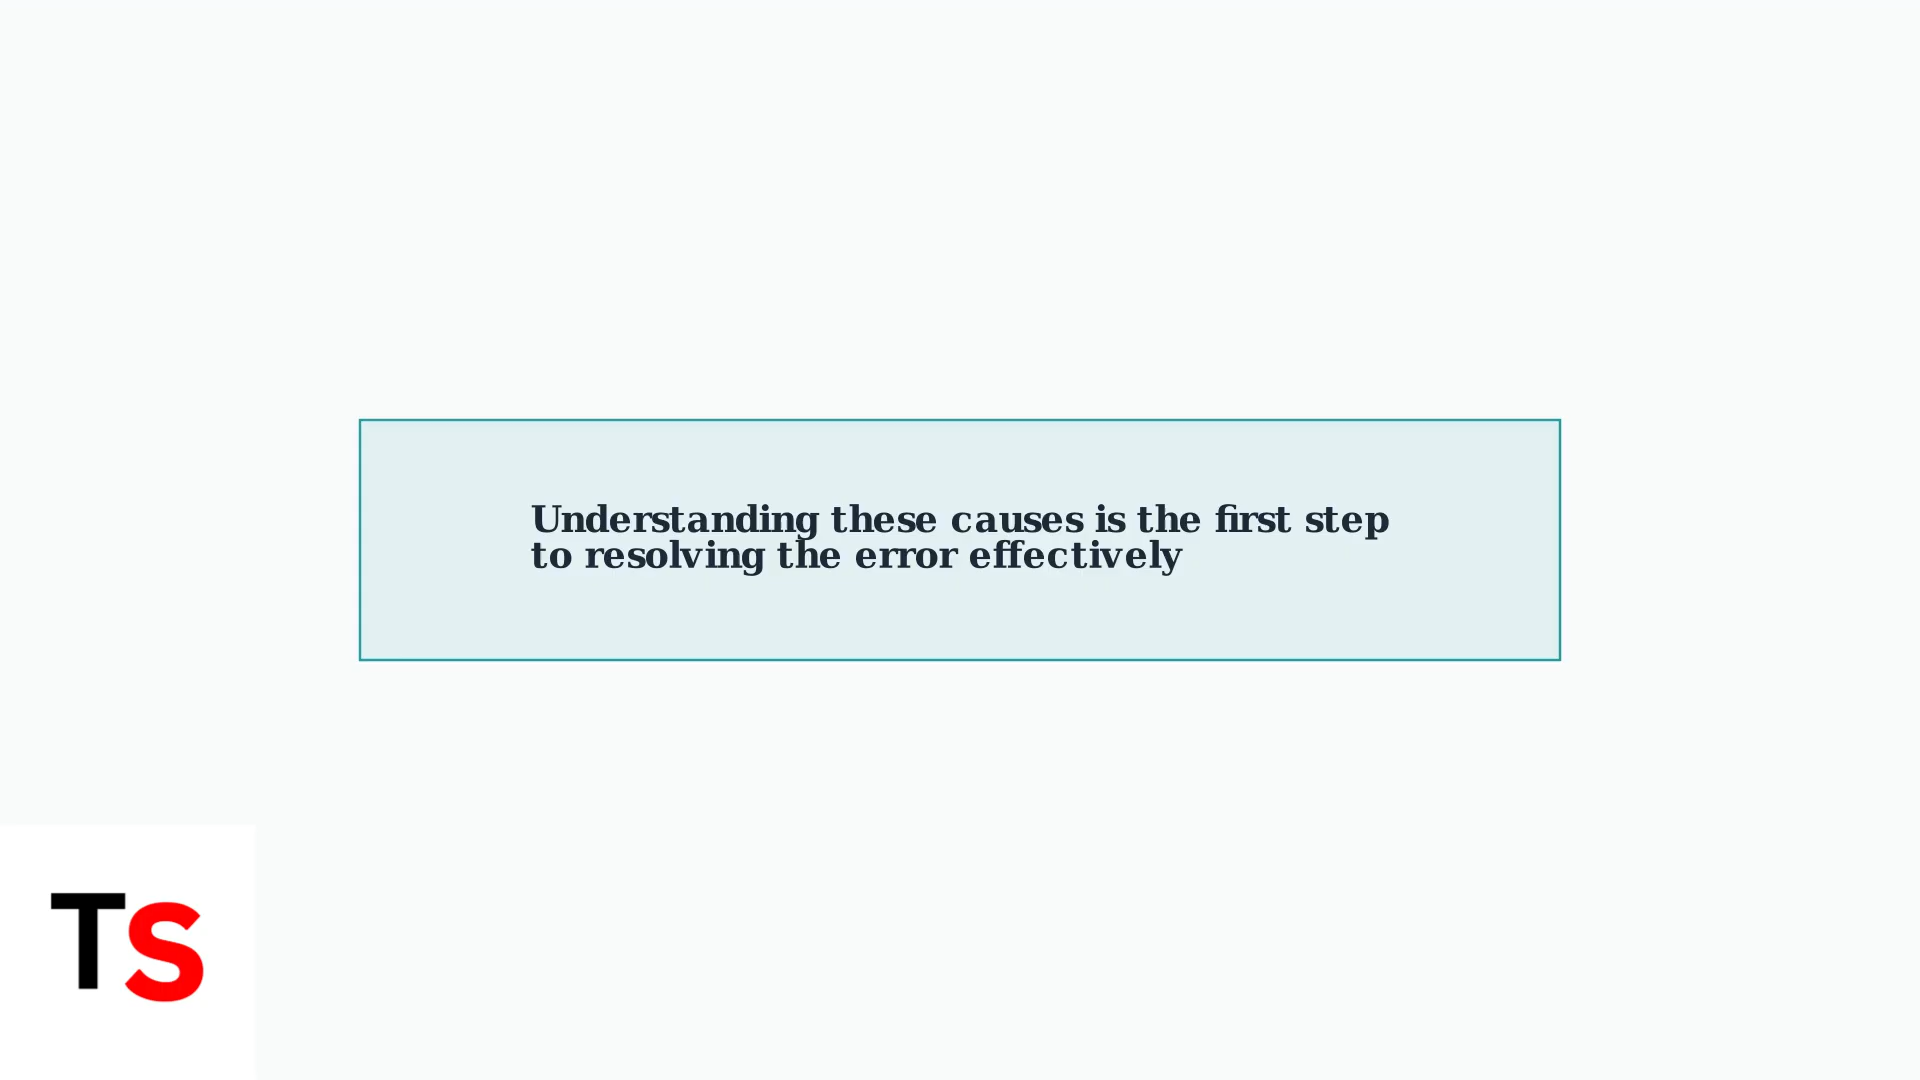 Understanding these causes is the first step
to resolving the error effectively
TS